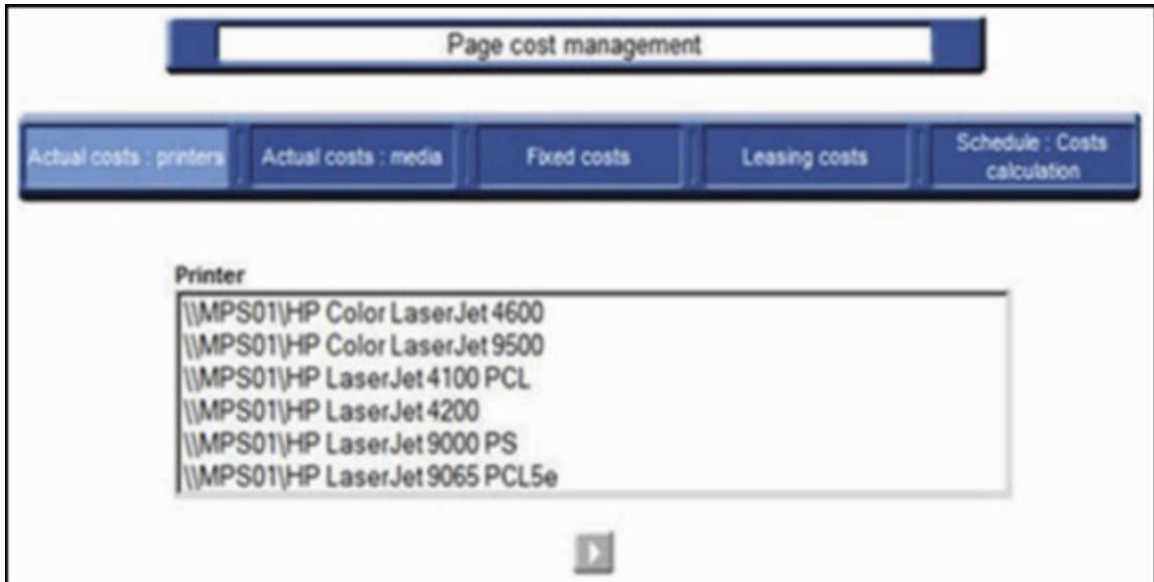 Page cost management
Actual costs : printers
Actual costs : media
Fixed costs
Leasing costs
Schedule : Costs
calculation
Printer
\\MPS01\HP Color LaserJet 4600
\\MPS01\HP Color LaserJet 9500
\\MPS01\HP LaserJet 4100 PCL
\\MPS01\HP LaserJet 4200
\\MPS01\HP LaserJet 9000 PS
\\MPS01\HP LaserJet 9065 PCL5e